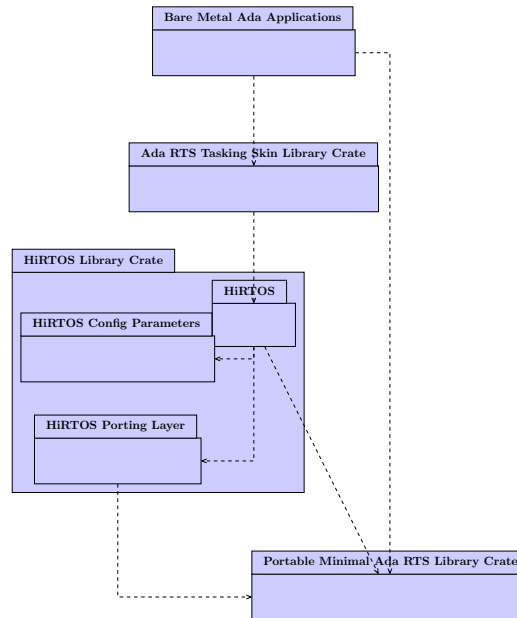 Bare Metal Ada Applications
Ada RTS Tasking Skin Library Crate
HiRTOS Library Crate
HiRTOS
HiRTOS Config Parameters
HiRTOS Porting Layer
Portable Minimal Ada RTS Library Crate